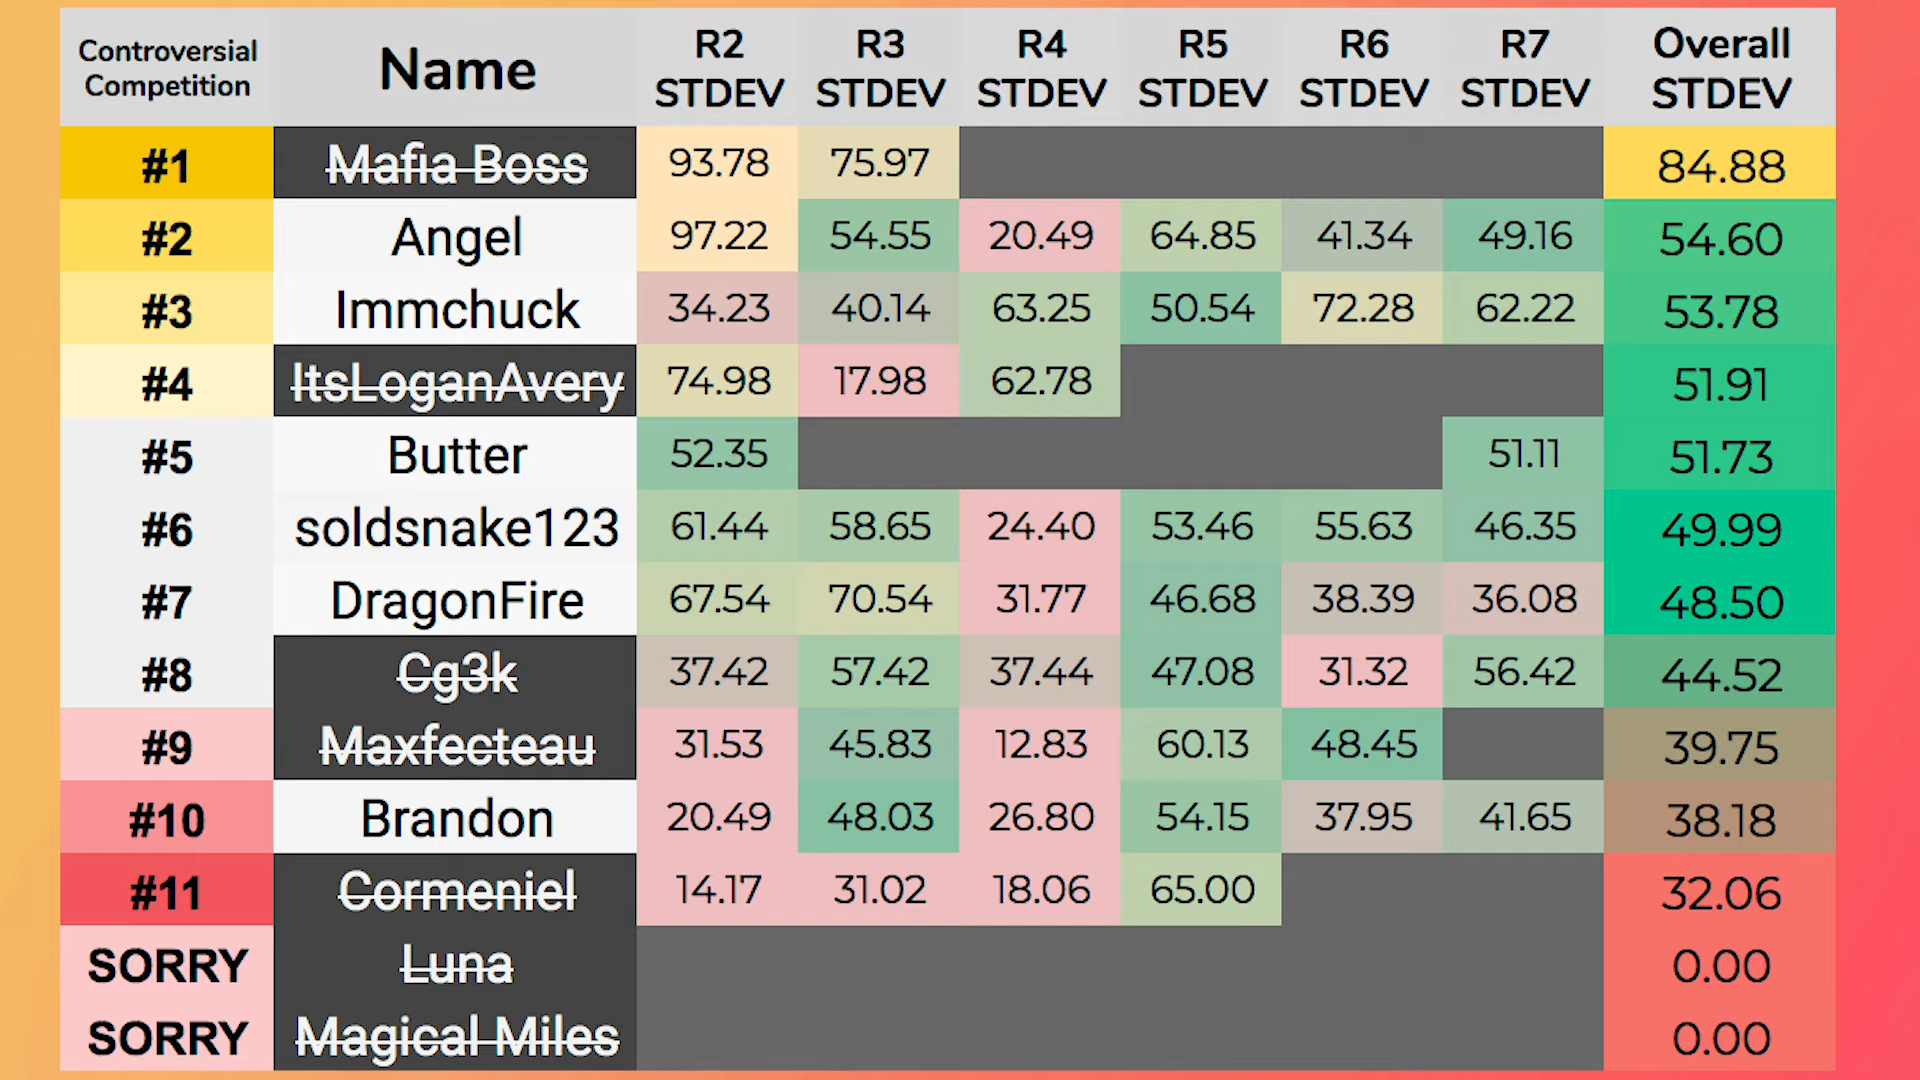 Controversial Competition Name R2 STDEV R3 STDEV R4 STDEV R5 STDEV R6 STDEV R7 STDEV Overall STDEV
#1 Mafia Boss 93.78 75.97 84.88
#2 Angel 97.22 54.55 20.49 64.85 41.34 49.16 54.60
#3 Immchuck 34.23 40.14 63.25 50.54 72.28 62.22 53.78
#4 ItsLoganAvery 74.98 17.98 62.78 51.91
#5 Butter 52.35 51.11 51.73
#6 soldsnake123 61.44 58.65 24.40 53.46 55.63 46.35 49.99
#7 DragonFire 67.54 70.54 31.77 46.68 38.39 36.08 48.50
#8 Cg3k 37.42 57.42 37.44 47.08 31.32 56.42 44.52
#9 Maxfecteau 31.53 45.83 12.83 60.13 48.45 39.75
#10 Brandon 20.49 48.03 26.80 54.15 37.95 41.65 38.18
#11 Cormeniel 14.17 31.02 18.06 65.00 32.06
SORRY Luna 0.00
SORRY Magical Miles 0.00